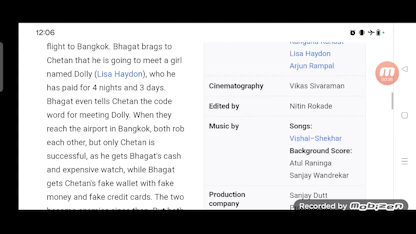 12:06
flight to Bangkok. Bhagat brags to
Chetan that he is going to meet a girl
named Dolly (Lisa Haydon), who he
has paid for 4 nights and 3 days.
Bhagat even tells Chetan the code
word for meeting Dolly. When they
reach the airport in Bangkok, both rob
each other, but only Chetan is
successful, as he gets Bhagat's cash
and expensive watch, while Bhagat
gets Chetan's fake wallet with fake
money and fake credit cards. The two
Lisa Haydon
Arjun Rampal
Cinematography Vikas Sivaraman
Edited by Nitin Rokade
Music by Songs:
Vishal–Shekhar
Background Score:
Atul Raninga
Sanjay Wandrekar
Production Sanjay Dutt
company
Recorded by Mobizen